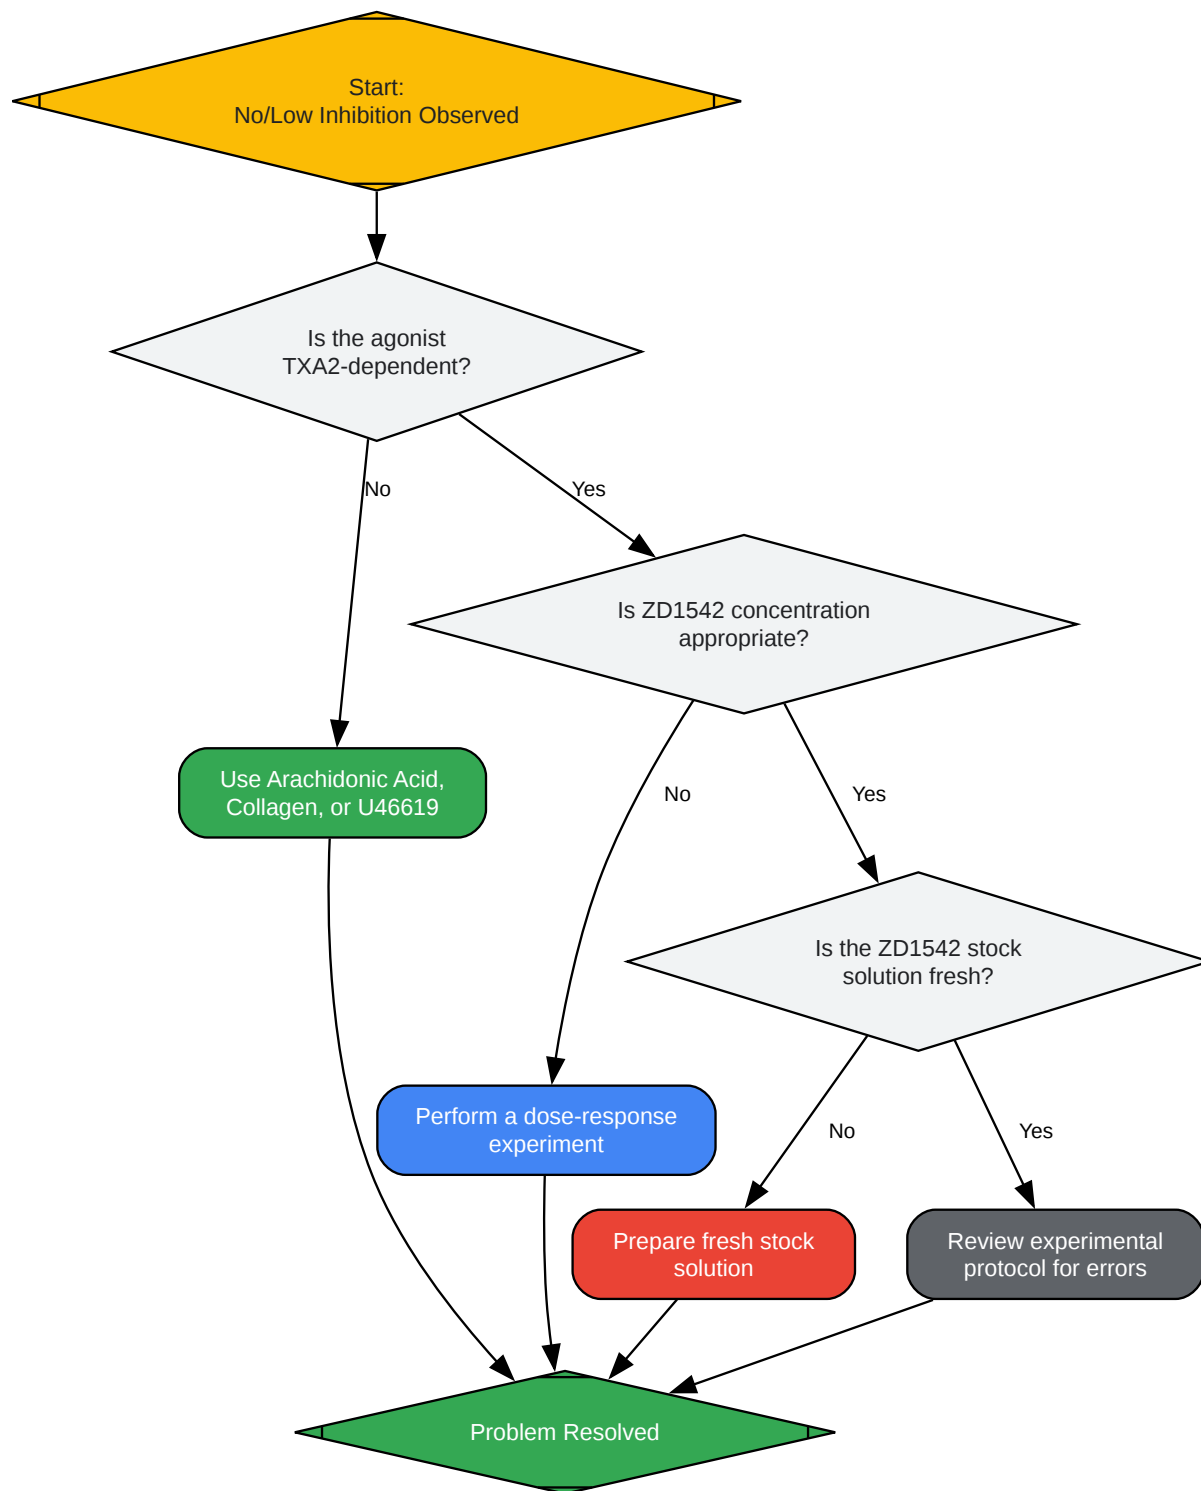 Start:
No/Low Inhibition Observed
Is the agonist
TXA2-dependent?
No
Yes
Is ZD1542 concentration
appropriate?
Use Arachidonic Acid,
Collagen, or U46619
No
Yes
Is the ZD1542 stock
solution fresh?
Perform a dose-response
experiment
No
Yes
Prepare fresh stock
solution
Review experimental
protocol for errors
Problem Resolved